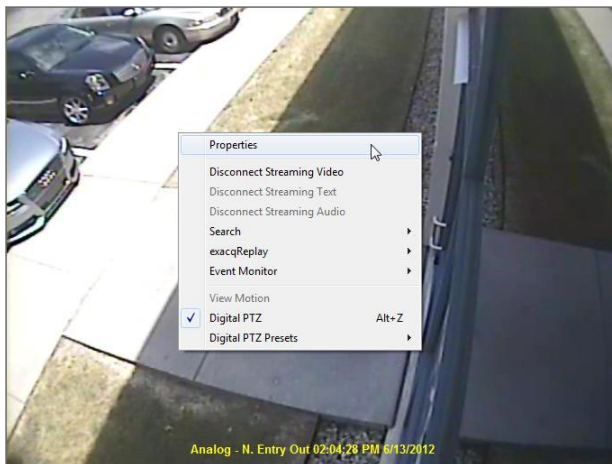 Properties
Disconnect Streaming Video
Disconnect Streaming Text
Disconnect Streaming Audio
Search
exacqReplay
Event Monitor
View Motion
Digital PTZ Alt+Z
Digital PTZ Presets
Analog - N. Entry Out 02:04:28 PM 6/13/2012